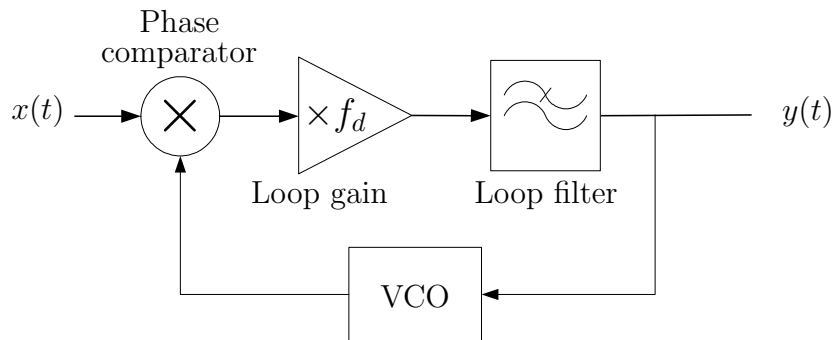 Phase
comparator
x(t)
× f_d
y(t)
Loop gain
Loop filter
VCO